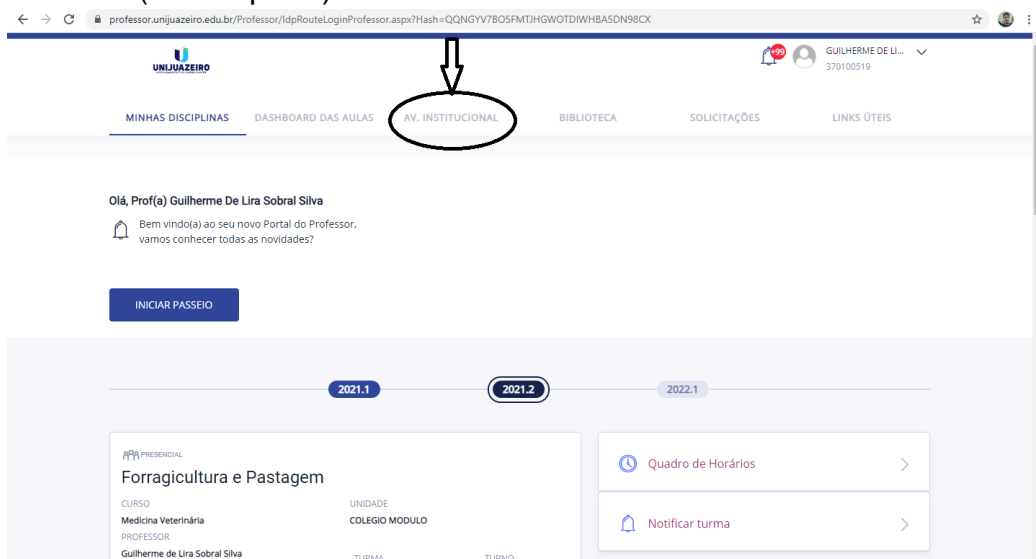 professor.unijuazeiro.edu.br/Professor/IdpRouteLoginProfessor.aspx?Hash=QQNGYV7BO5FMTJHGWOTDIWHBA5DN98CX
UNIJUAZEIRO
+99
GUILHERME DE LI...
370100519
MINHAS DISCIPLINAS DASHBOARD DAS AULAS AV. INSTITUCIONAL BIBLIOTECA SOLICITAÇÕES LINKS ÚTEIS
Olá, Prof(a) Guilherme De Lira Sobral Silva
Bem vindo(a) ao seu novo Portal do Professor,
vamos conhecer todas as novidades?
INICIAR PASSEIO
2021.1 2021.2 2022.1
PRESENCIAL
Forragicultura e Pastagem
CURSO UNIDADE
Medicina Veterinária COLEGIO MODULO
PROFESSOR
Guilherme de Lira Sobral Silva
TURMA TURNO
Quadro de Horários
Notificar turma